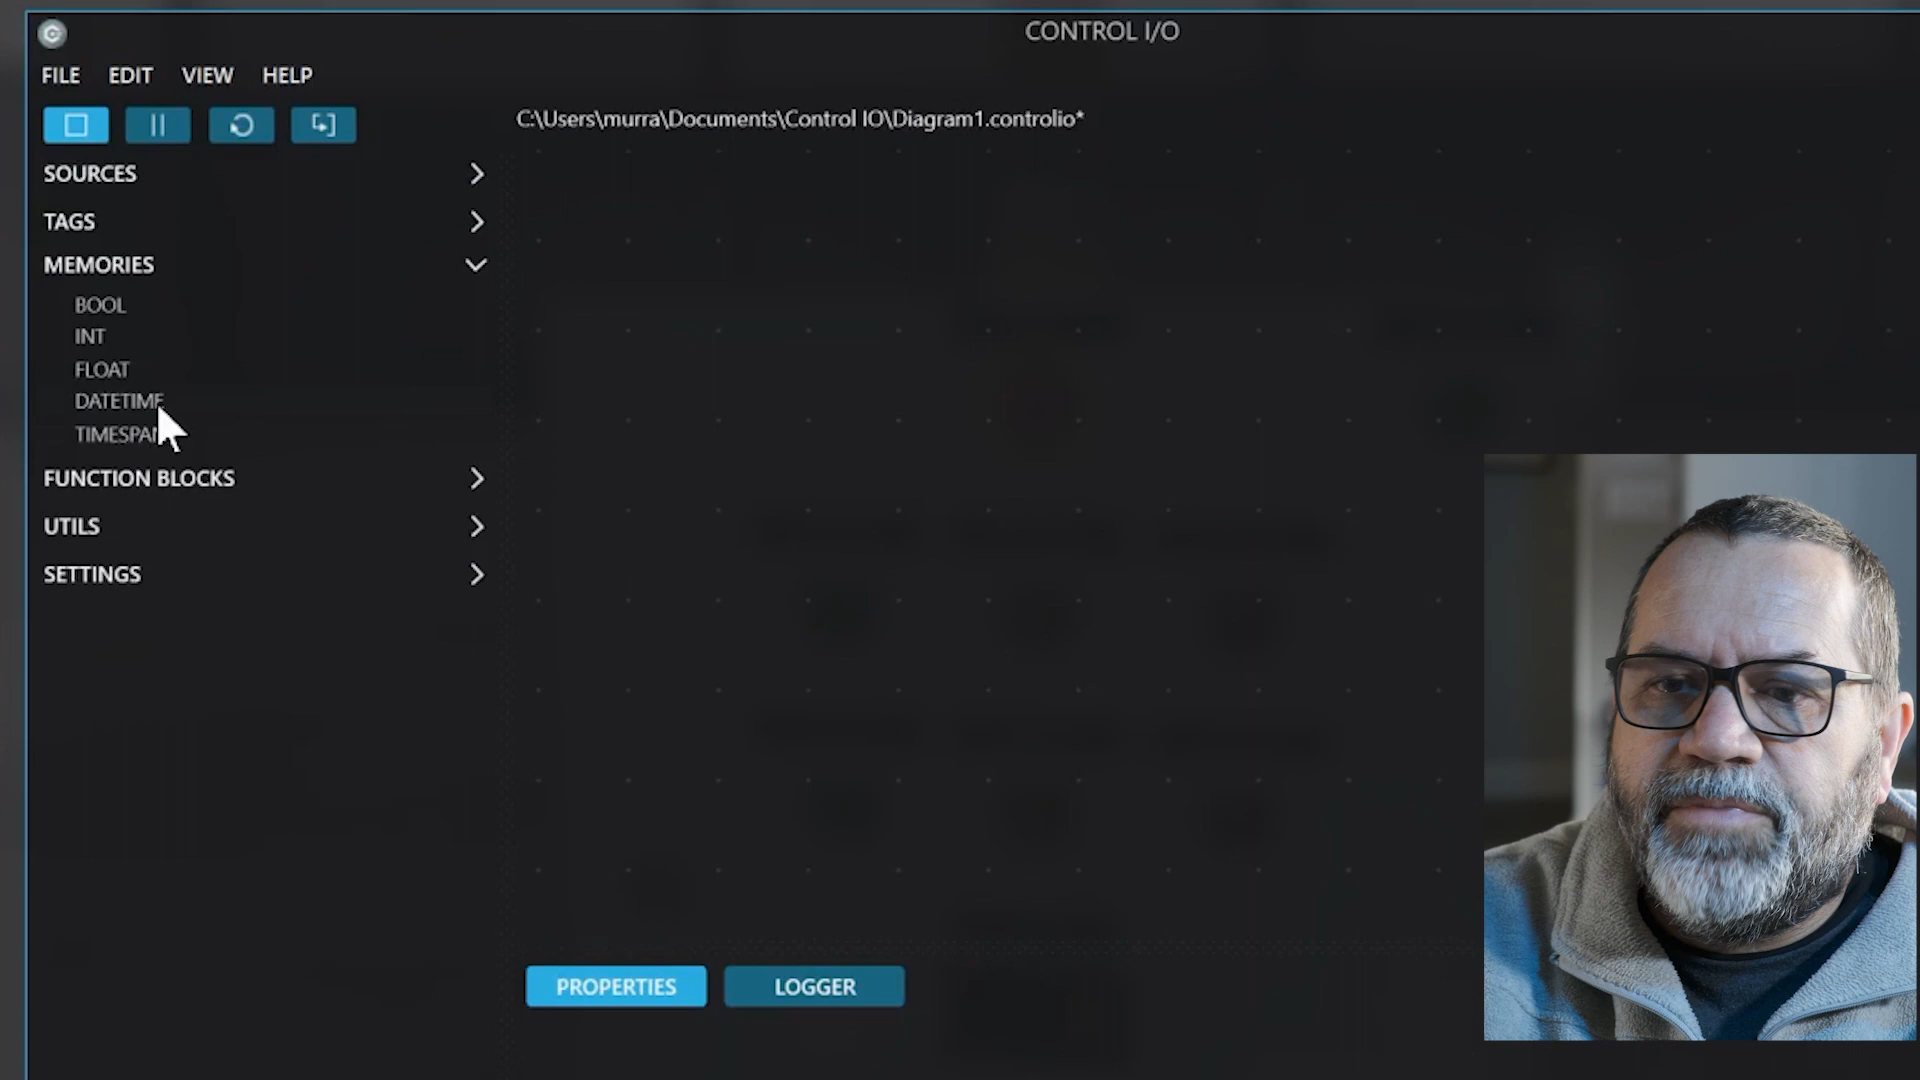 CONTROL I/O
FILE EDIT VIEW HELP
C:\Users\murra\Documents\Control IO\Diagram1.controlio*
SOURCES
TAGS
MEMORIES
BOOL
INT
FLOAT
DATETIME
TIMESPAN
FUNCTION BLOCKS
UTILS
SETTINGS
PROPERTIES LOGGER